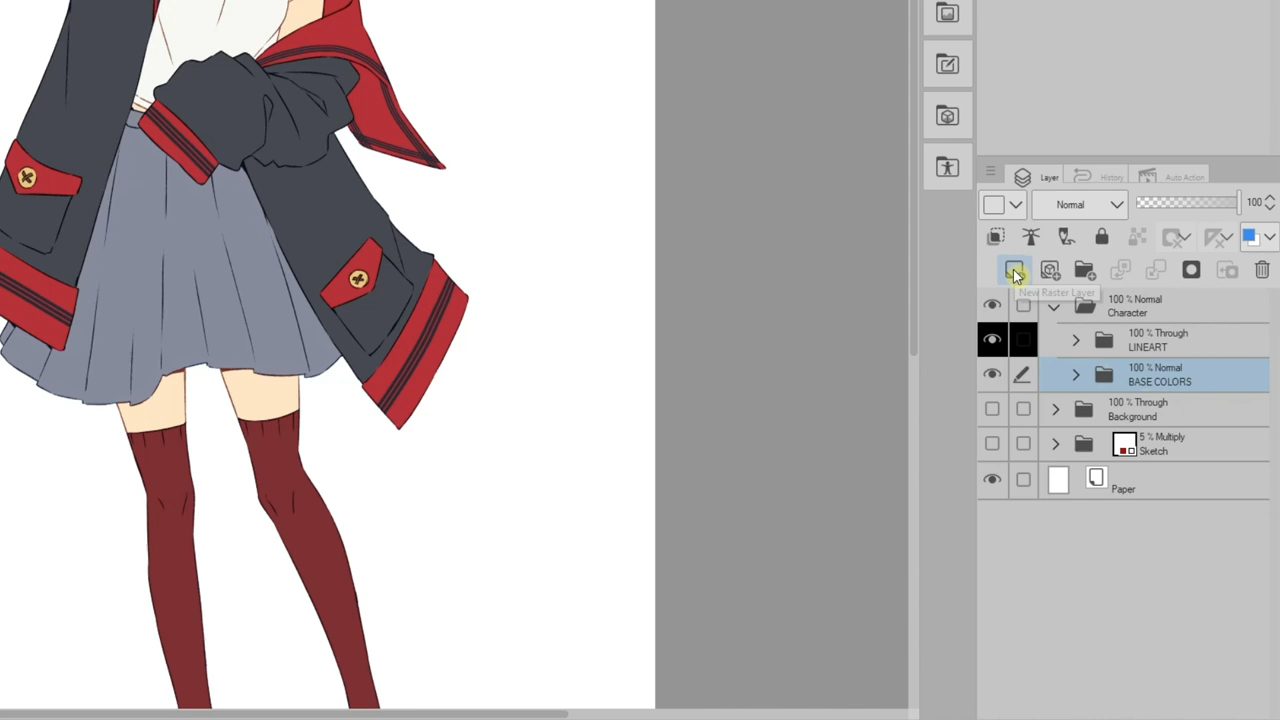 Layer
History
Auto Action
Normal
100
New Raster Layer
100 % Normal
Character
100 % Through
LINEART
100 % Normal
BASE COLORS
100 % Through
Background
5 % Multiply
Sketch
Paper